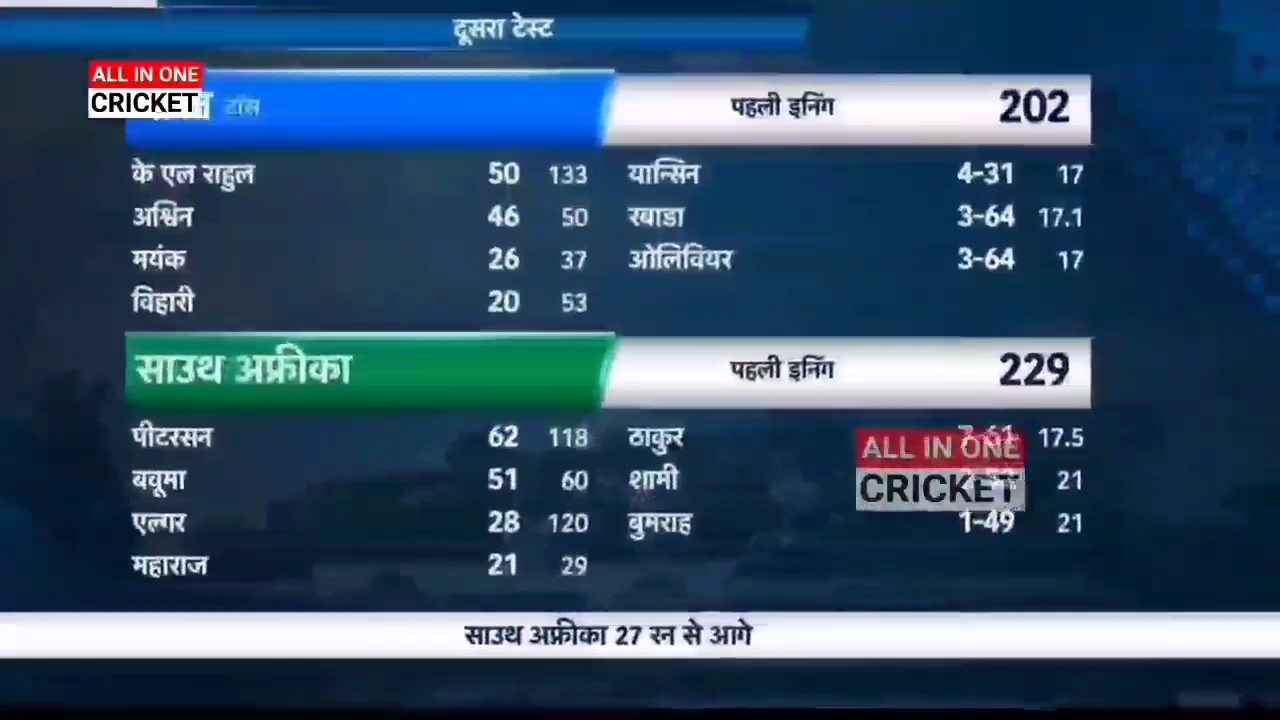 दूसरा टेस्ट
ALL IN ONE
CRICKET
टॉस पहली इनिंग 202
के एल राहुल 50 133 यान्सिन 4-31 17
अश्विन 46 50 रबाडा 3-64 17.1
मयंक 26 37 ओलिवियर 3-64 17
विहारी 20 53
साउथ अफ्रीका पहली इनिंग 229
पीटरसन 62 118 ठाकुर 7-61 17.5
ALL IN ONE
बवूमा 51 60 शामी 21
CRICKET
एल्गर 28 120 बुमराह 1-49 21
महाराज 21 29
साउथ अफ्रीका 27 रन से आगे